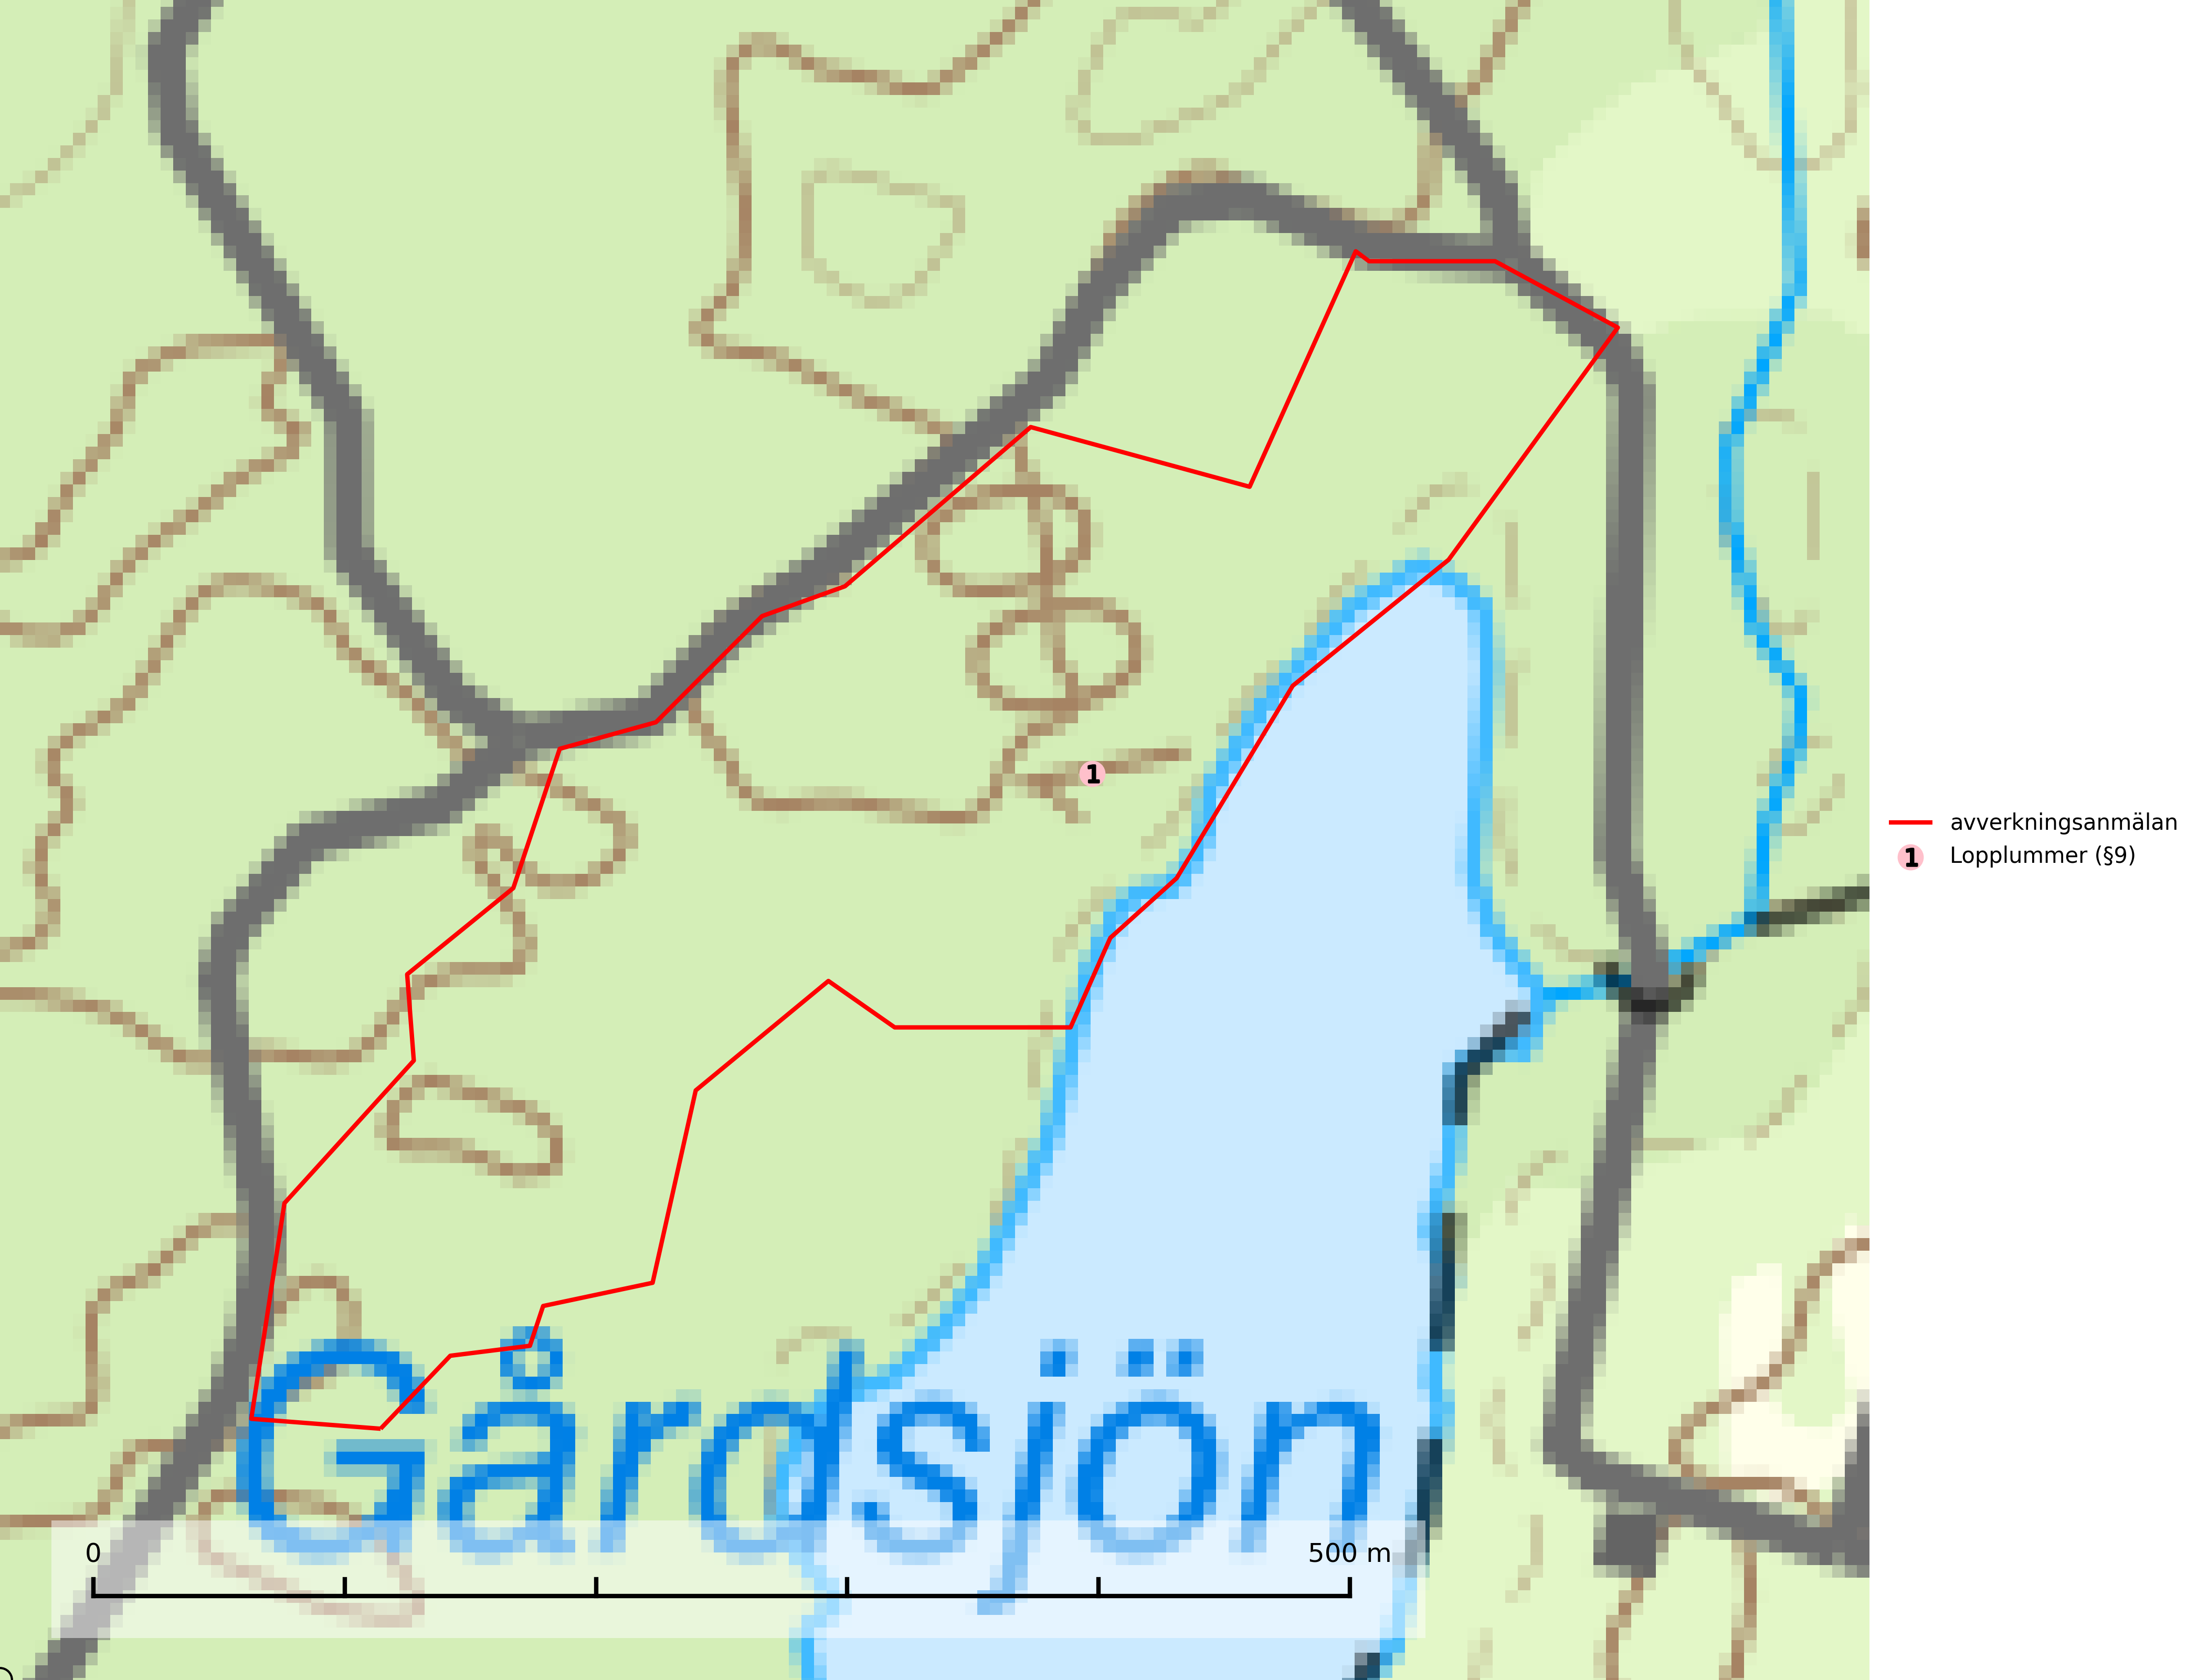 1
avverkningsanmälan
1 Lopplummer (§9)
Gårdsjön
0 500 m